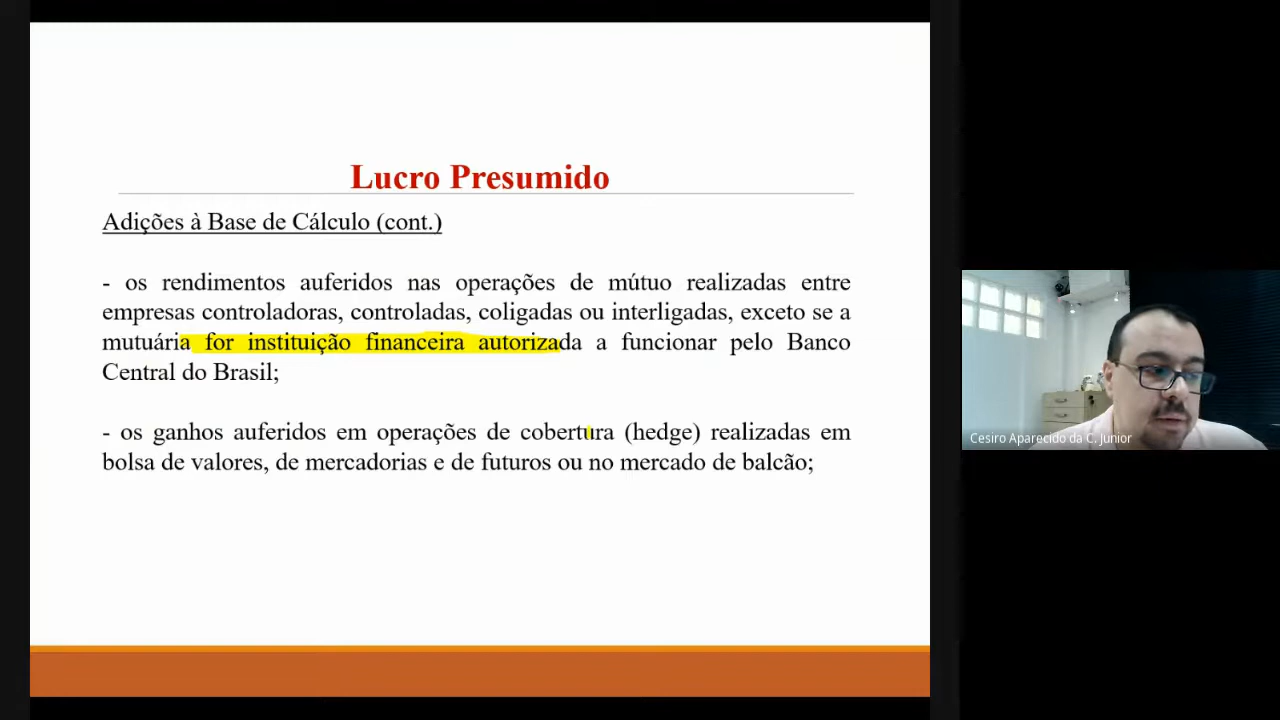 Lucro Presumido
Adições à Base de Cálculo (cont.)
- os rendimentos auferidos nas operações de mútuo realizadas entre
empresas controladoras, controladas, coligadas ou interligadas, exceto se a
mutuária for instituição financeira autorizada a funcionar pelo Banco
Central do Brasil;
- os ganhos auferidos em operações de cobertura (hedge) realizadas em
bolsa de valores, de mercadorias e de futuros ou no mercado de balcão;
Cesiro Aparecido da C. Junior